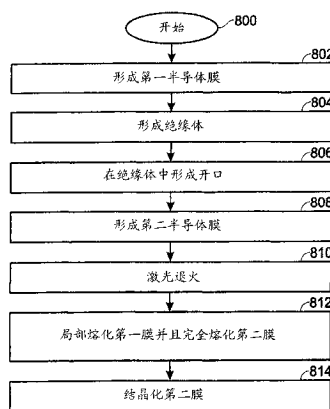 开始
800
802
形成第一半导体膜
804
形成绝缘体
806
在绝缘体中形成开口
808
形成第二半导体膜
810
激光退火
812
局部熔化第一膜并且完全熔化第二膜
814
结晶化第二膜